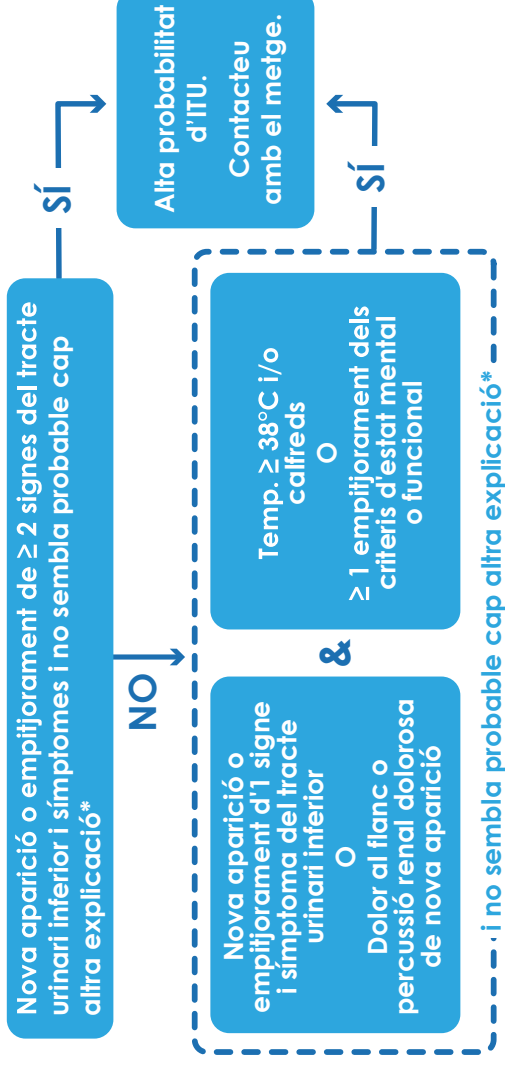 Nova aparició o empitjorament de ≥ 2 signes del tracte
urinari inferior i símptomes i no sembla probable cap
altra explicació*
SÍ
Alta probabilitat
d'ITU.
Contacteu
amb el metge.
NO
Nova aparició o
empitjorament d'1 signe
i símptoma del tracte
urinari inferior
O
Dolor al flanc o
percussió renal dolorosa
de nova aparició
&
Temp. ≥ 38°C i/o
calfreds
O
≥ 1 empitjorament dels
criteris d'estat mental
o funcional
SÍ
i no sembla probable cap altra explicació*